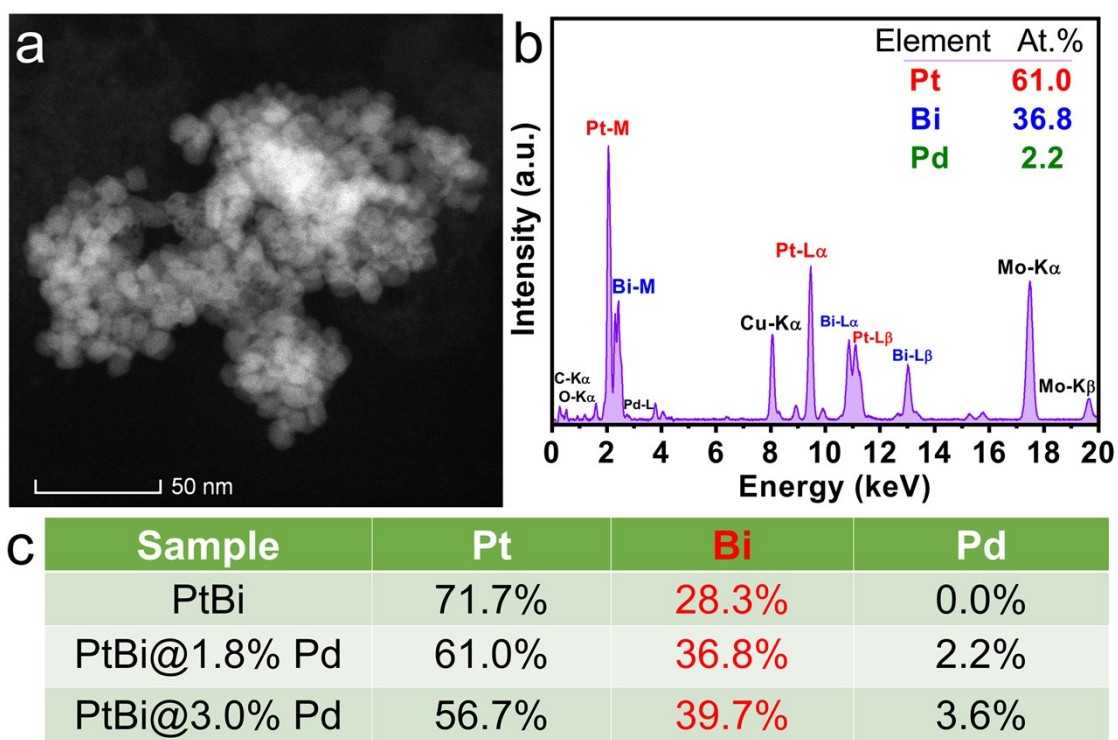 a
50 nm
b
Element At.%
Pt 61.0
Bi 36.8
Pd 2.2
Intensity (a.u.)
Pt-M
Bi-M
C-Kα
O-Kα
Pd-L
Cu-Kα
Pt-Lα
Bi-Lα
Pt-Lβ
Bi-Lβ
Mo-Kα
Mo-Kβ
0 2 4 6 8 10 12 14 16 18 20
Energy (keV)
c
Sample Pt Bi Pd
PtBi 71.7% 28.3% 0.0%
PtBi@1.8% Pd 61.0% 36.8% 2.2%
PtBi@3.0% Pd 56.7% 39.7% 3.6%